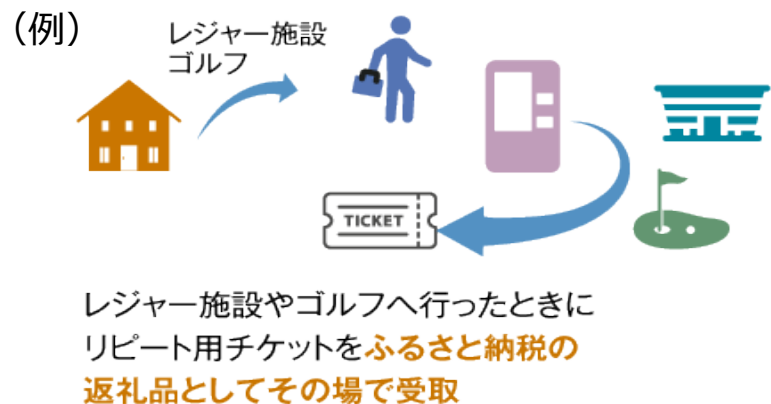 （例）
レジャー施設
ゴルフ
TICKET
レジャー施設やゴルフへ行ったときに
リピート用チケットをふるさと納税の
返礼品としてその場で受取